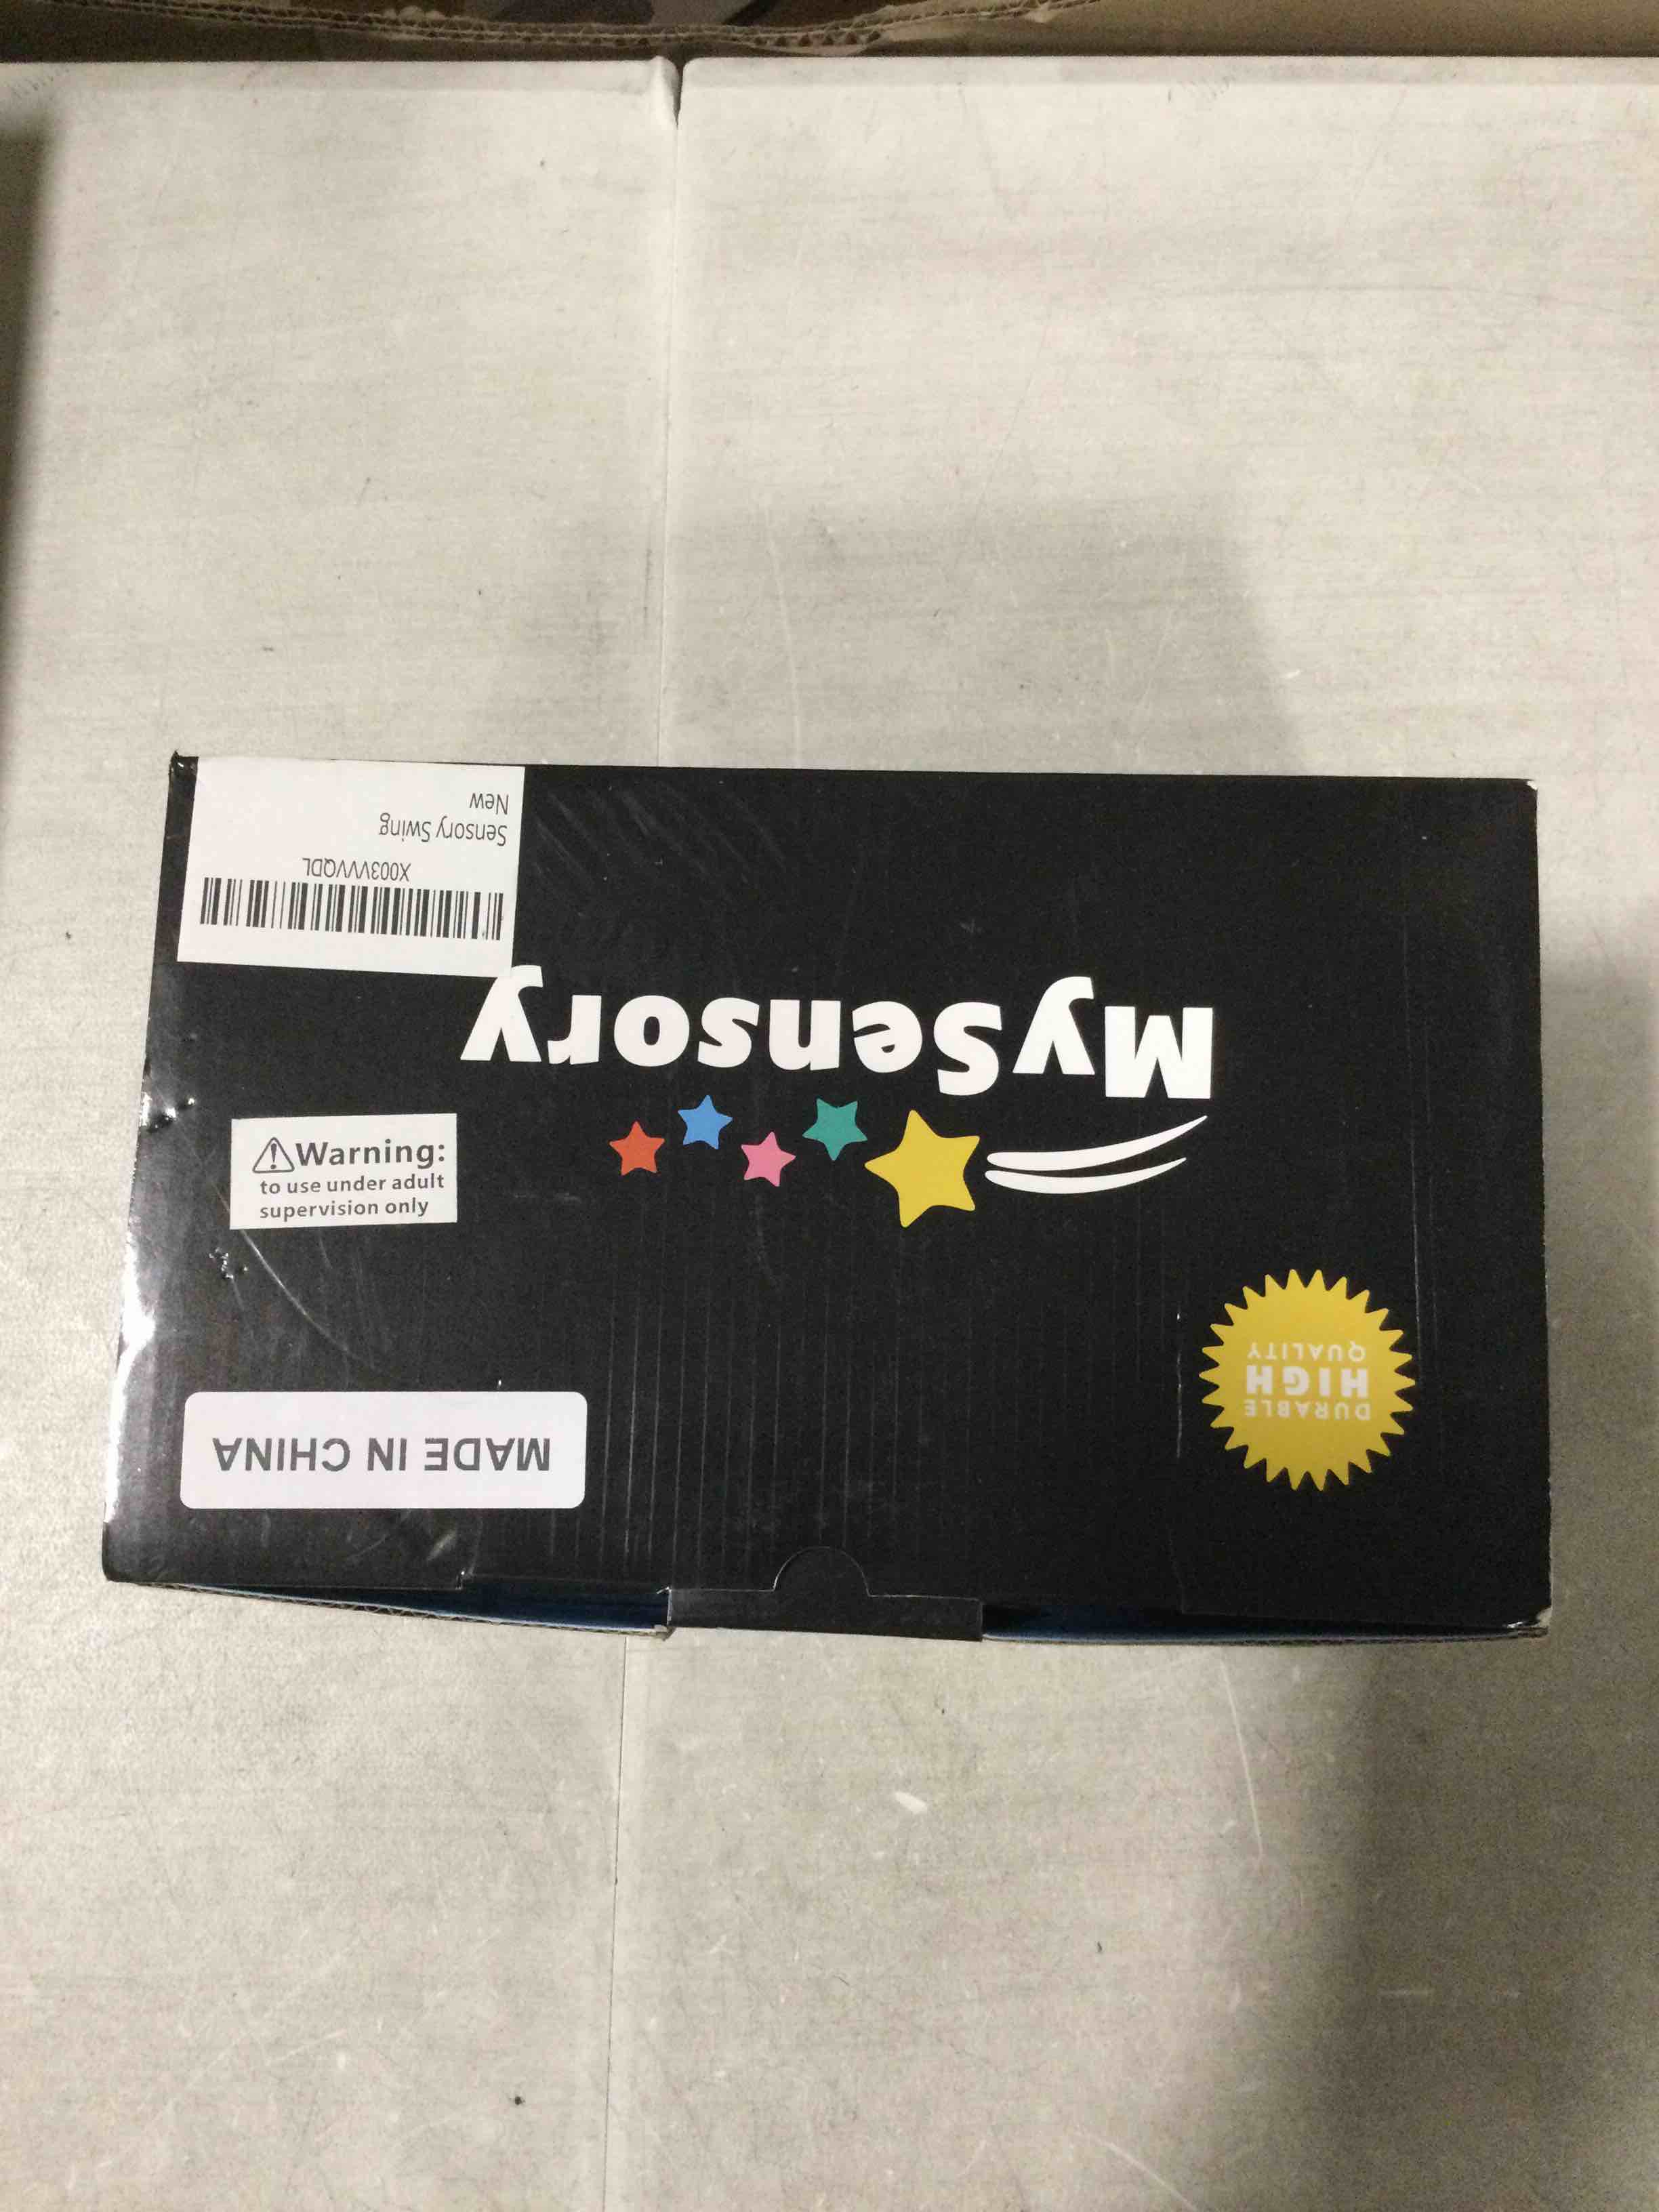 MySensory
DURABLE
HIGH
QUALITY
MADE IN CHINA
Warning:
to use under adult
supervision only
X003VVVQDL
Sensory Swing
New